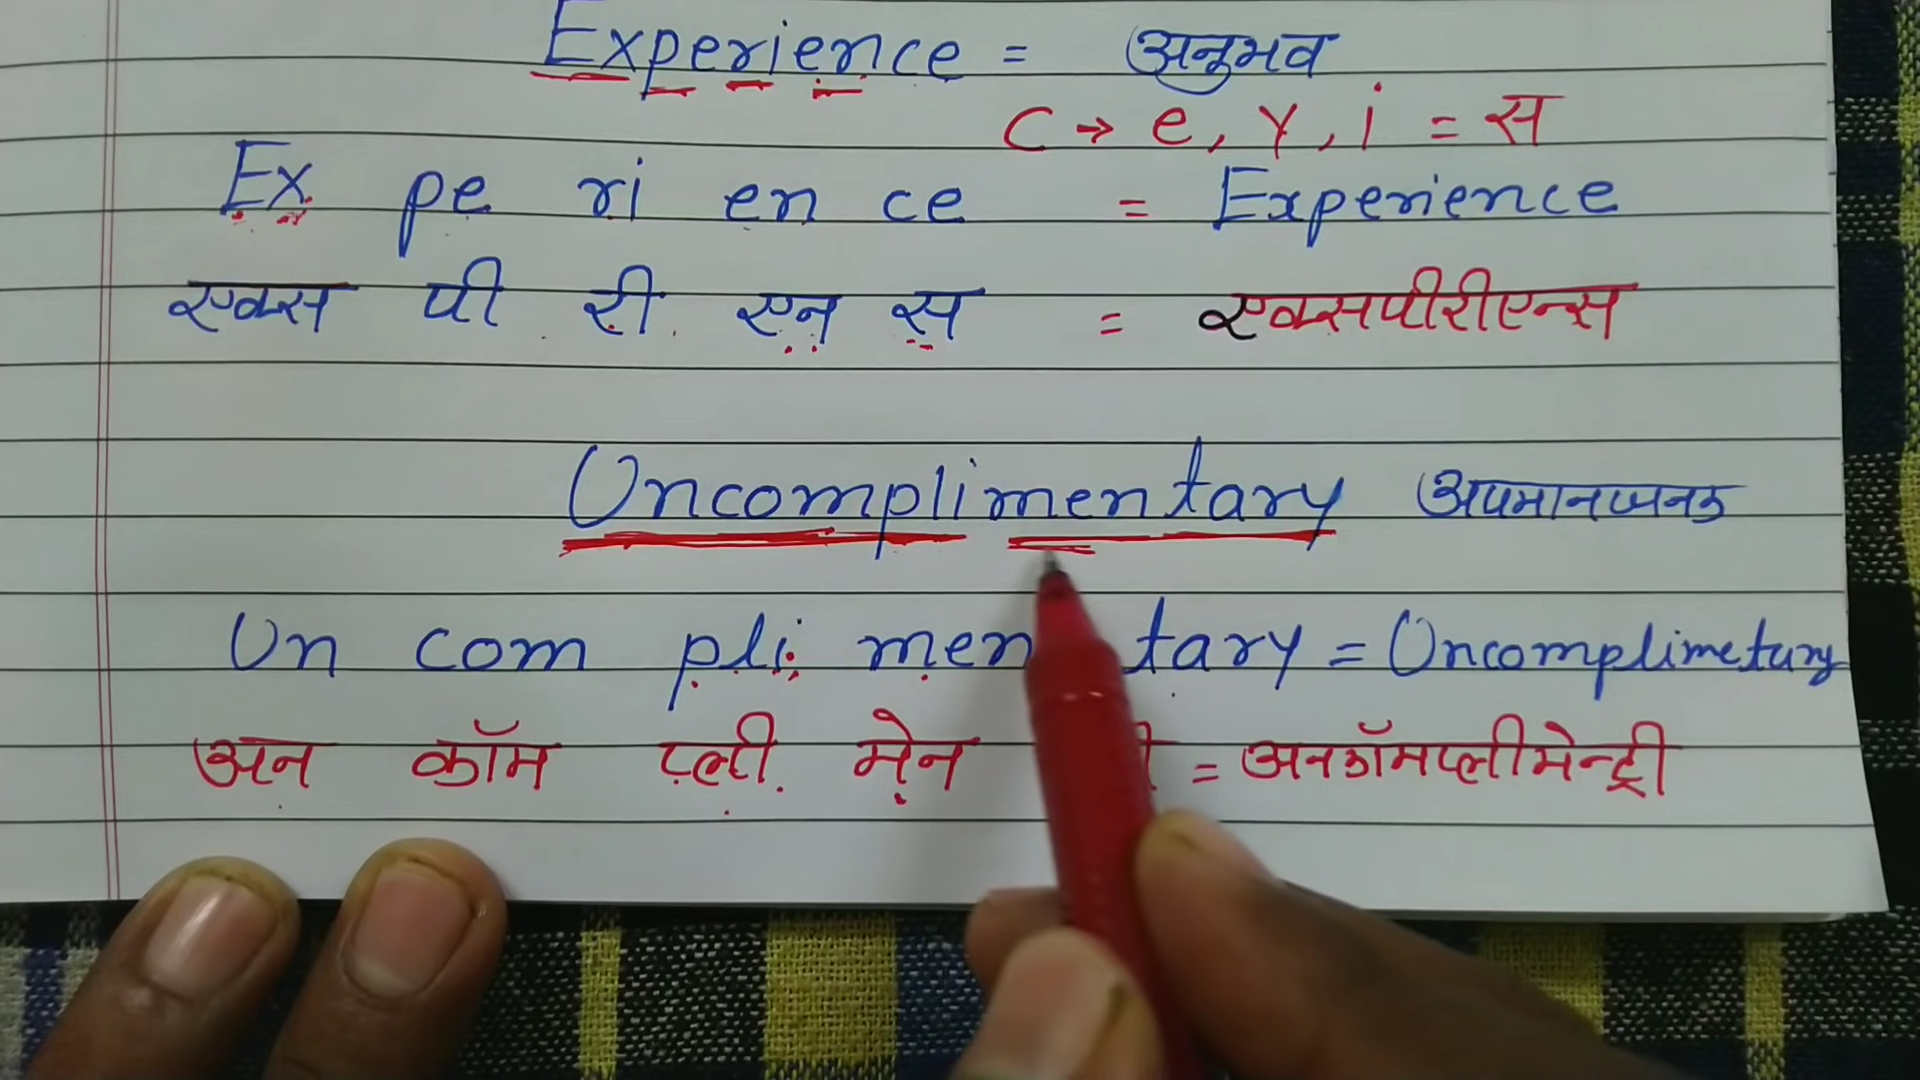 Experience = अनुभव
C → e, y, i = स
Ex pe ri en ce = Experience
एक्स पी री एन स = एक्सपीरीएन्स
Uncomplimentary अपमानजनक
Un com pli men tary = Uncomplimetary
अन कॉम प्ली मेन = अनकॉमप्लीमेन्ट्री